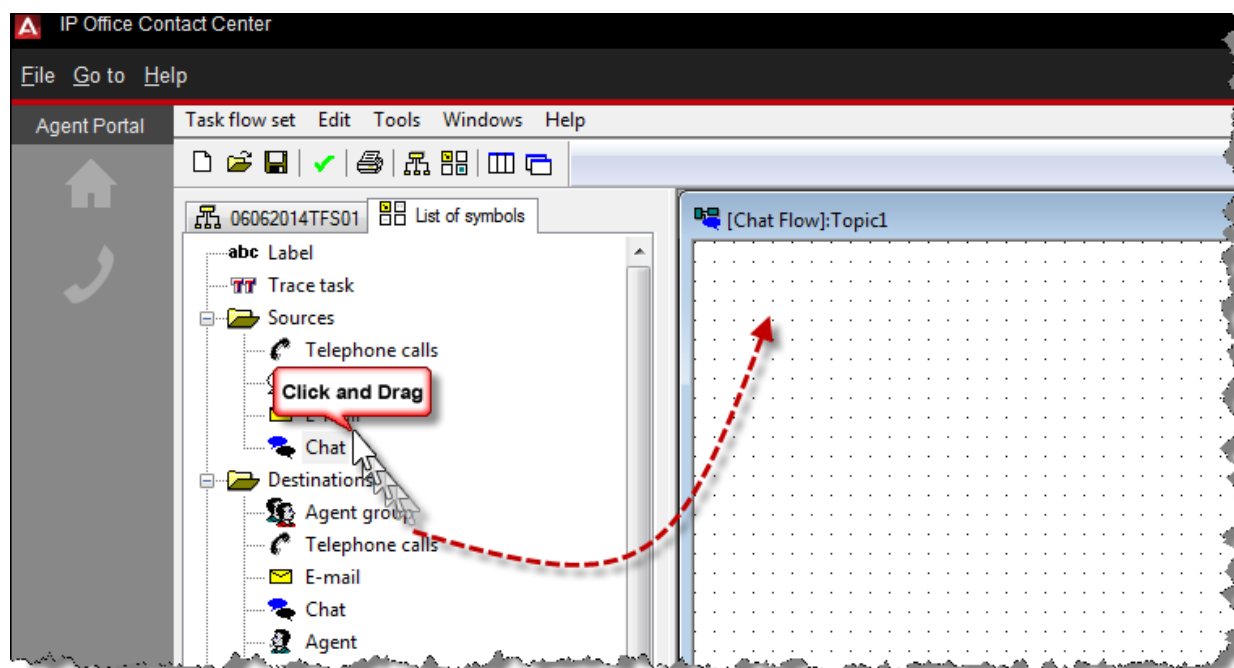 IP Office Contact Center
File Go to Help
Agent Portal
Task flow set Edit Tools Windows Help
06062014TFS01 List of symbols
[Chat Flow]:Topic1
abc Label
TT Trace task
Sources
Telephone calls
Click and Drag
Chat
Destinations
Agent group
Telephone calls
E-mail
Chat
Agent